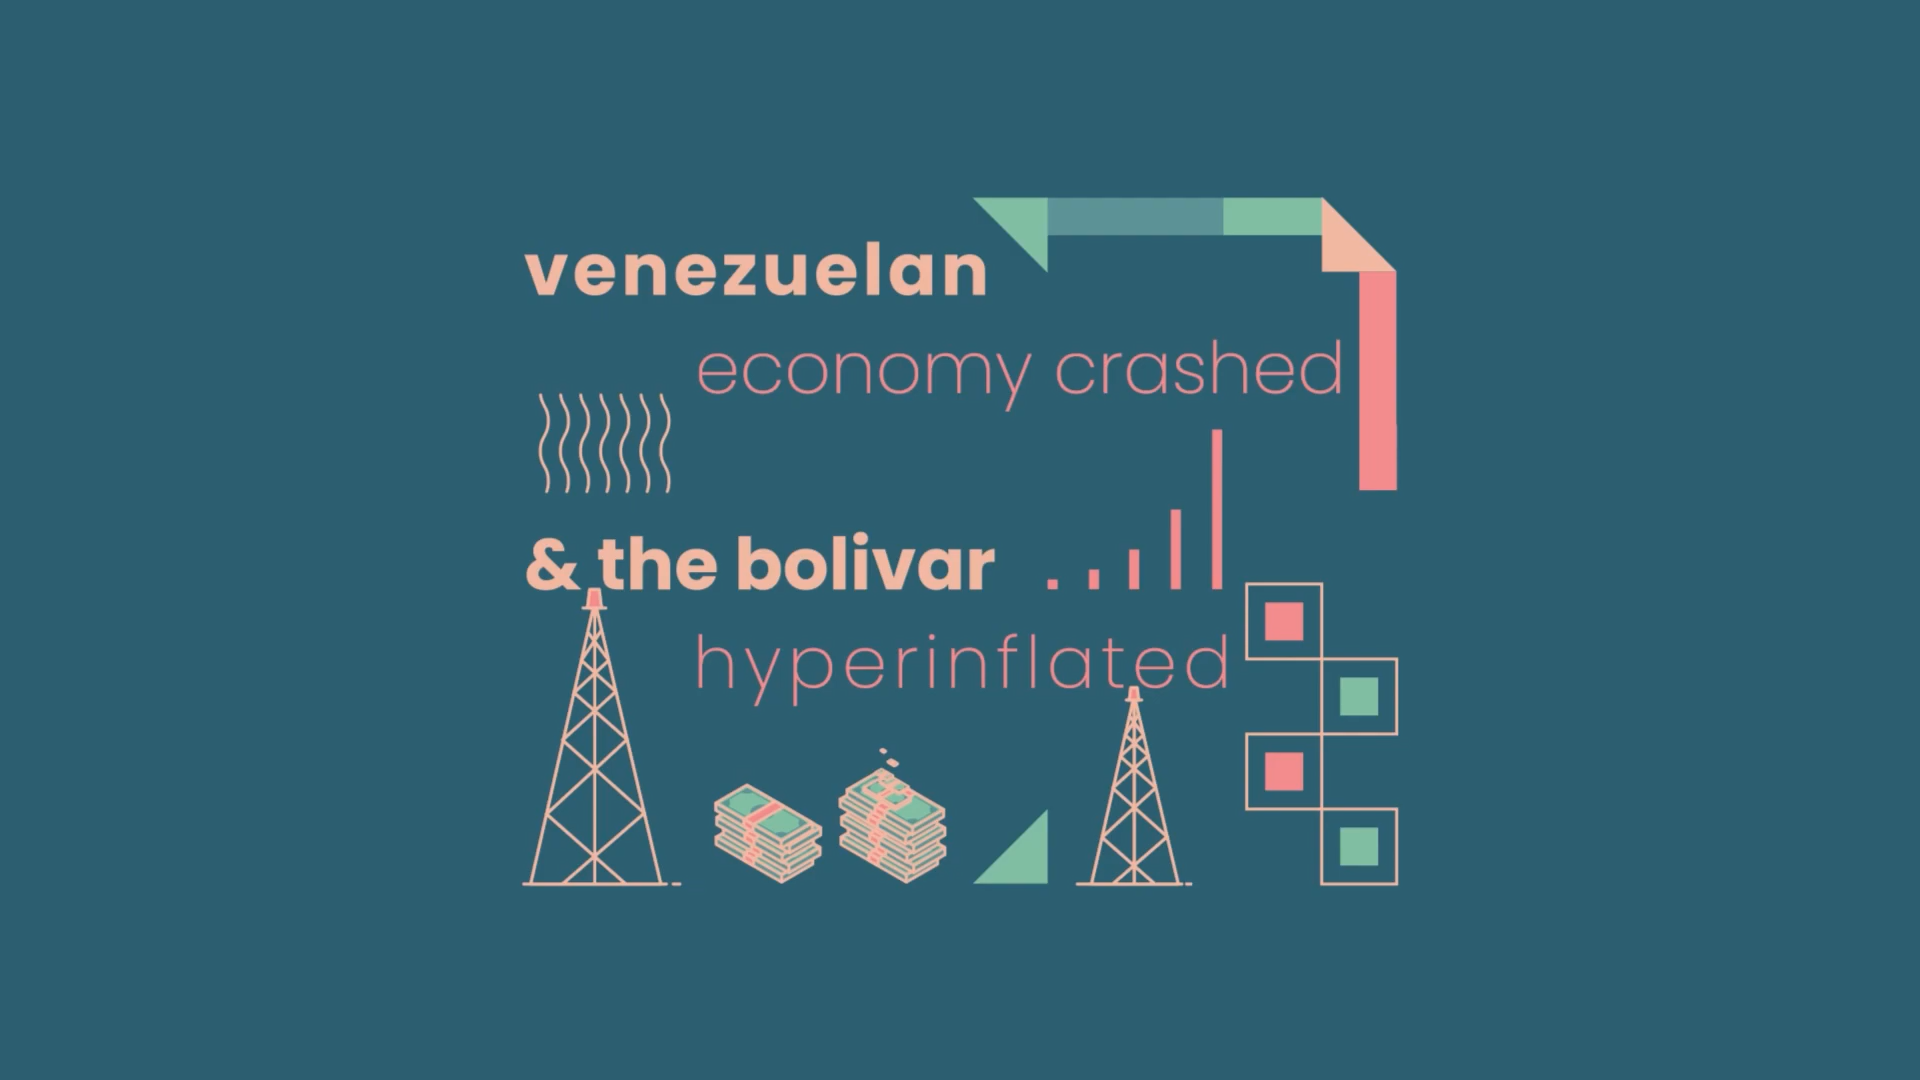 venezuelan
economy crashed
& the bolivar
hyperinflated